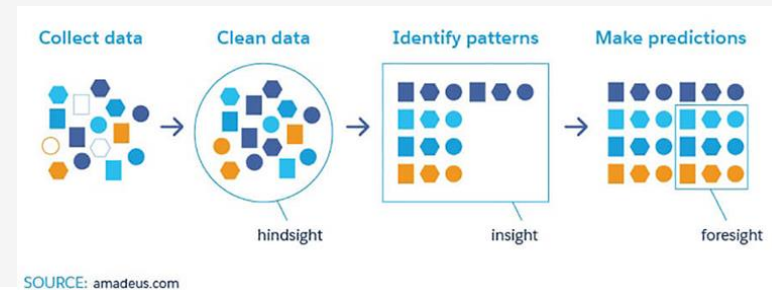 Collect data
Clean data
Identify patterns
Make predictions
hindsight
insight
foresight
SOURCE: amadeus.com